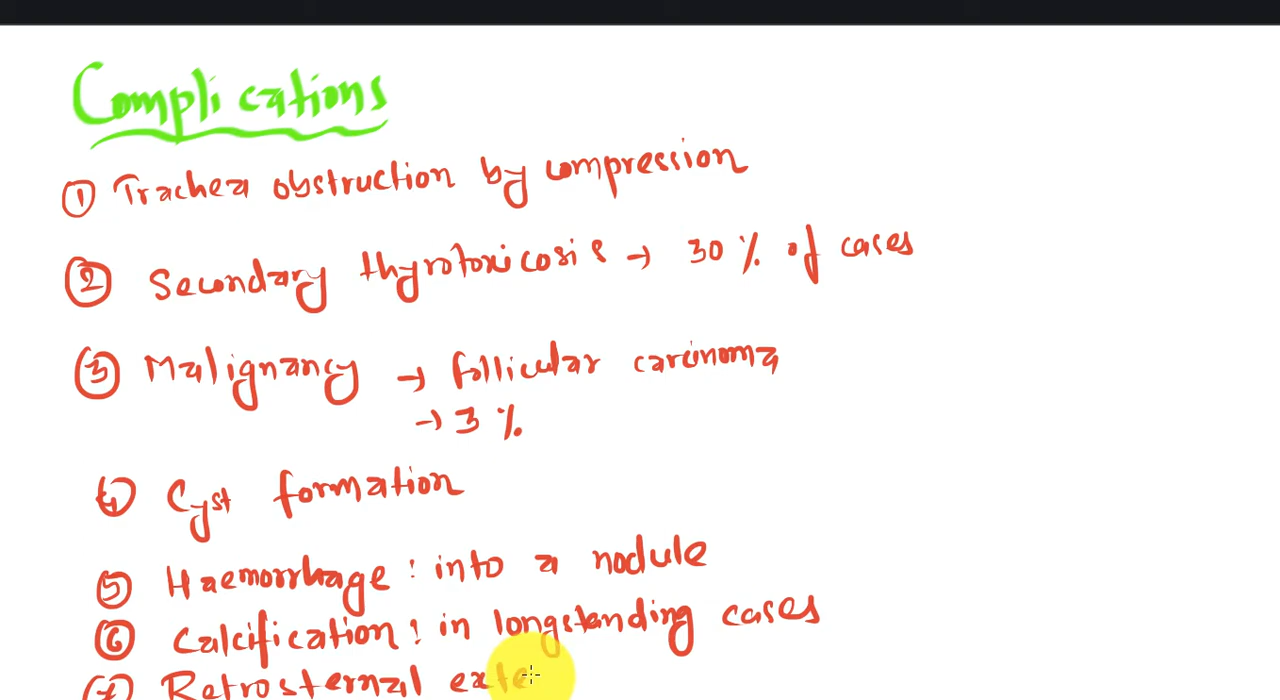 Complications
① Trachea obstruction by compression
② Secondary thyrotoxicosis → 30 % of cases
③ Malignancy → follicular carcinoma
→ 3 %
④ Cyst formation
⑤ Haemorrhage : into a nodule
⑥ Calcification : in longstanding cases
⑦ Retrosternal exte